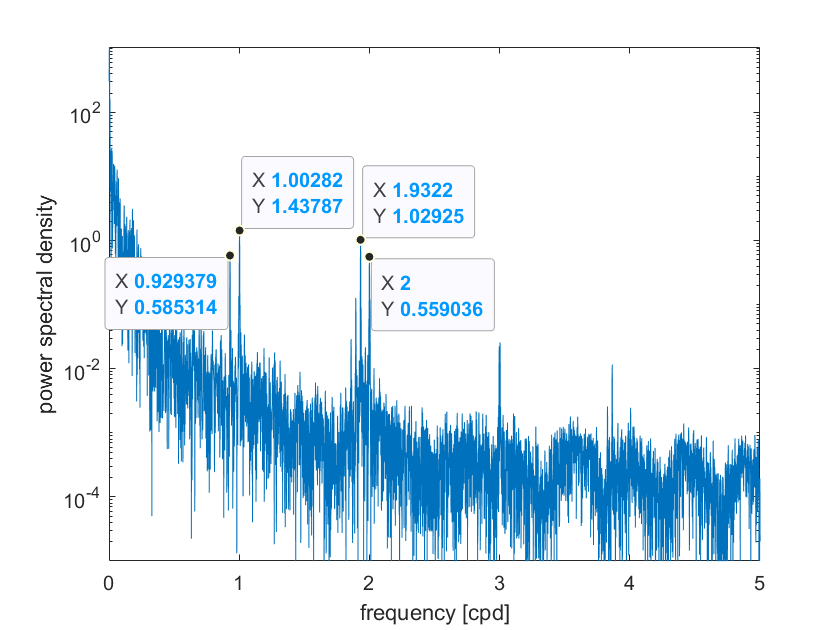 10^2
10^0
10^-2
10^-4
power spectral density
X 1.00282
Y 1.43787
X 1.9322
Y 1.02925
X 0.929379
Y 0.585314
X 2
Y 0.559036
0 1 2 3 4 5
frequency [cpd]